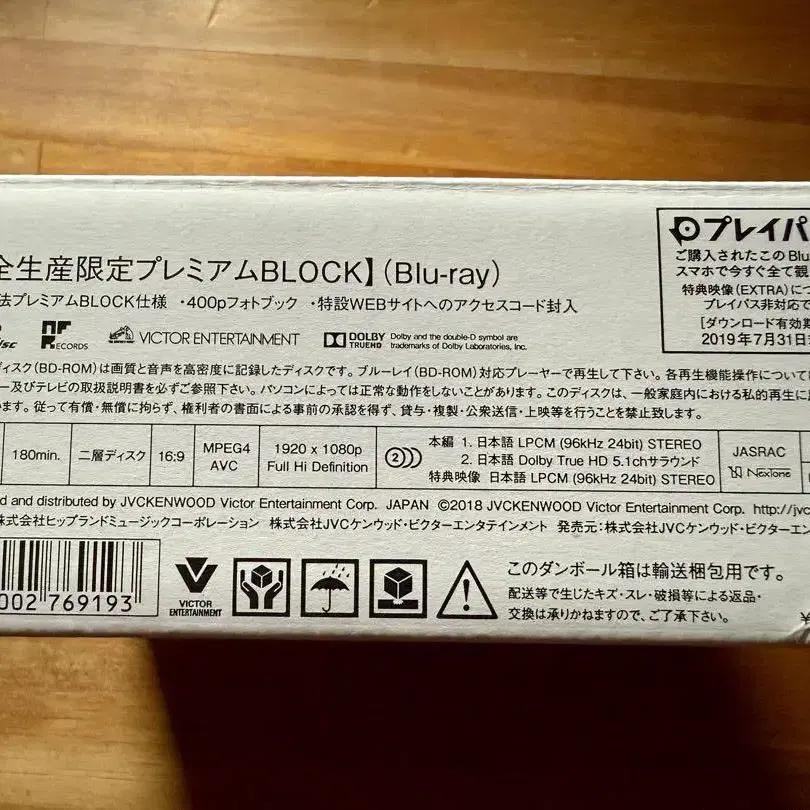 全生産限定プレミアムBLOCK】(Blu-ray)
法プレミアムBLOCK仕様 ・400pフォトブック ・特設WEBサイトへのアクセスコード封入
プレイパ
ご購入されたこのBlu
スマホで今すぐ全て観
特典映像(EXTRA)につ
プレイパス非対応で
[ダウンロード有効期
2019年7月31日
isc
NF RECORDS
VICTOR ENTERTAINMENT
DOLBY TRUEHD
Dolby and the double-D symbol are
trademarks of Dolby Laboratories, Inc.
ディスク(BD-ROM)は画質と音声を高密度に記録したディスクです。ブルーレイ(BD-ROM)対応プレーヤーで再生して下さい。各再生機能操作について
ー及びテレビの取扱説明書を必ずご参照下さい。パソコンによっては正常な動作をしないことがあります。このディスクは、一般家庭内における私的再生に
ます。従って有償・無償に拘らず、権利者の書面による事前の承認を得ず、貸与・複製・公衆送信・上映等を行うことを禁止致します。
180min.
二層ディスク
16:9
MPEG4
AVC
1920 x 1080p
Full Hi Definition
2
本編 1. 日本語 LPCM (96kHz 24bit) STEREO
2. 日本語 Dolby True HD 5.1chサラウンド
特典映像 日本語 LPCM (96kHz 24bit) STEREO
JASRAC
NexTone
d and distributed by JVCKENWOOD Victor Entertainment Corp. JAPAN ©2018 JVCKENWOOD Victor Entertainment Corp. http://jvc
株式会社ヒップランドミュージックコーポレーション 株式会社JVCケンウッド・ビクターエンタテインメント 発売元:株式会社JVCケンウッド・ビクターエン
002 769193
VICTOR
ENTERTAINMENT
このダンボール箱は輸送梱包用です。
配送等で生じたキズ・スレ・破損等による返品・
交換は承りかねますので、ご了承下さい。
¥